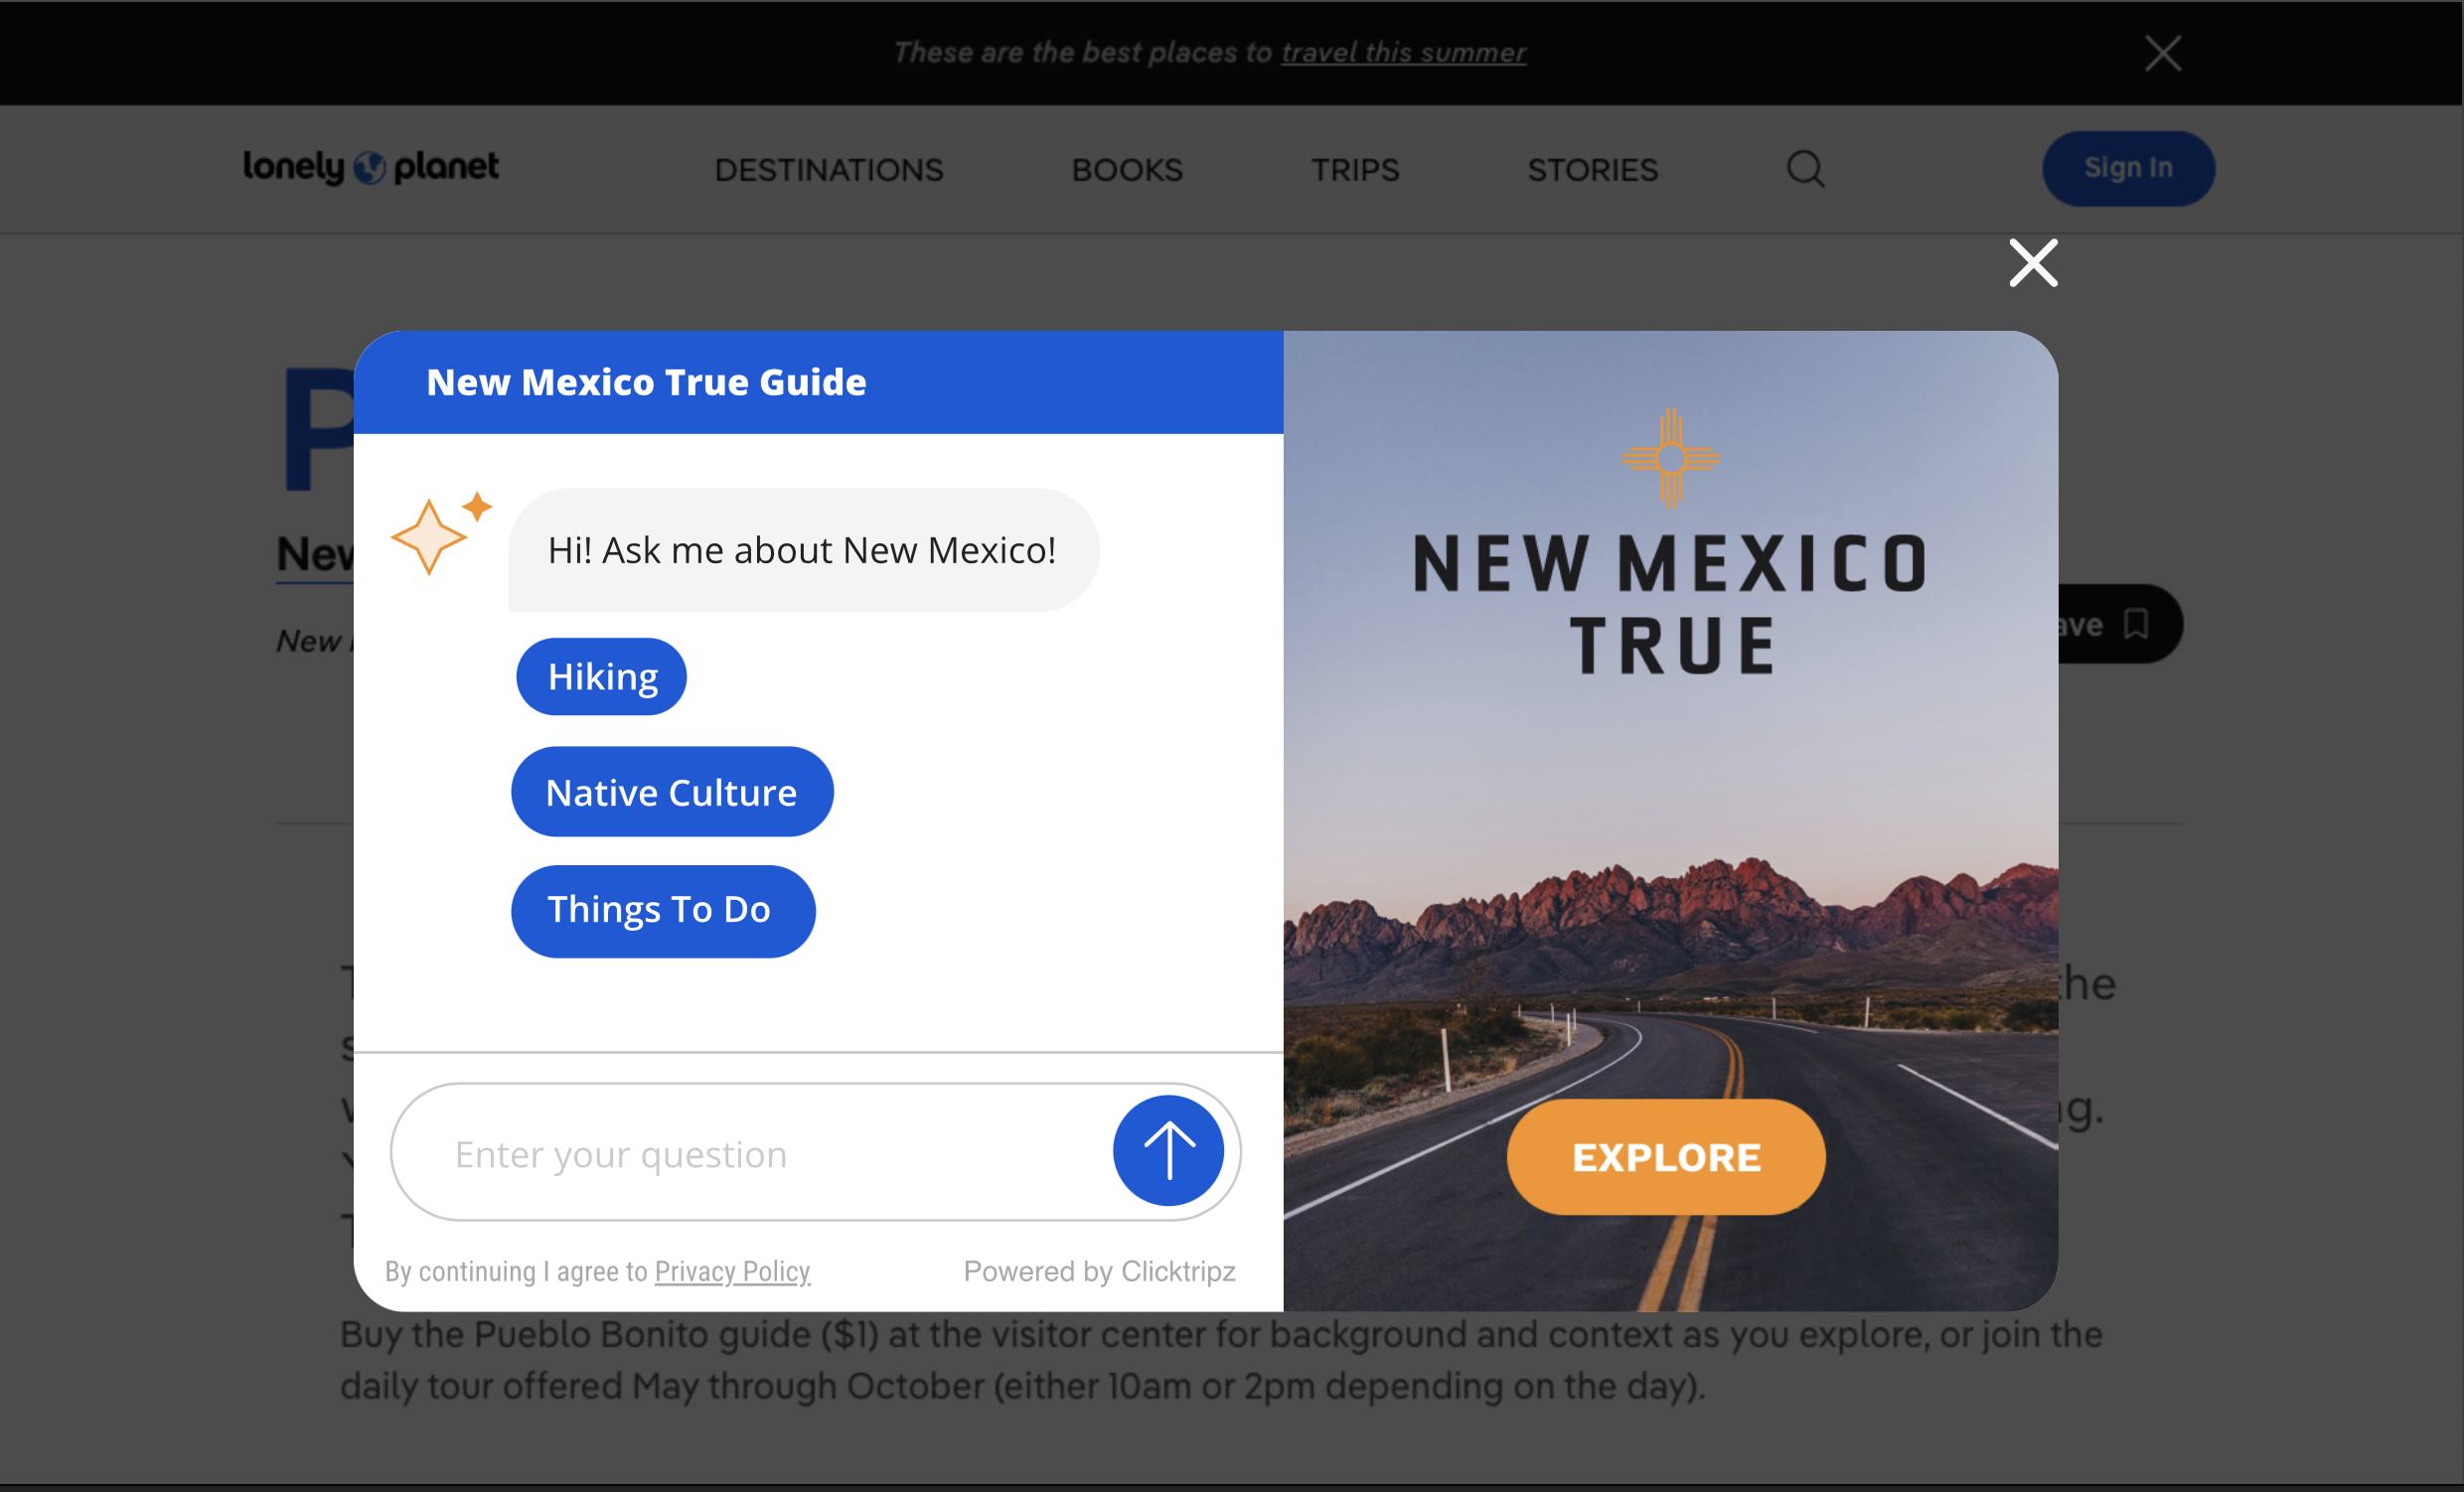 These are the best places to travel this summer
lonely planet
DESTINATIONS
BOOKS
TRIPS
STORIES
Sign In
New Mexico True Guide
Hi! Ask me about New Mexico!
Hiking
Native Culture
Things To Do
Enter your question
By continuing I agree to Privacy Policy.
Powered by Clicktripz
NEW MEXICO
TRUE
EXPLORE
New
the
Buy the Pueblo Bonito guide ($1) at the visitor center for background and context as you explore, or join the
daily tour offered May through October (either 10am or 2pm depending on the day).